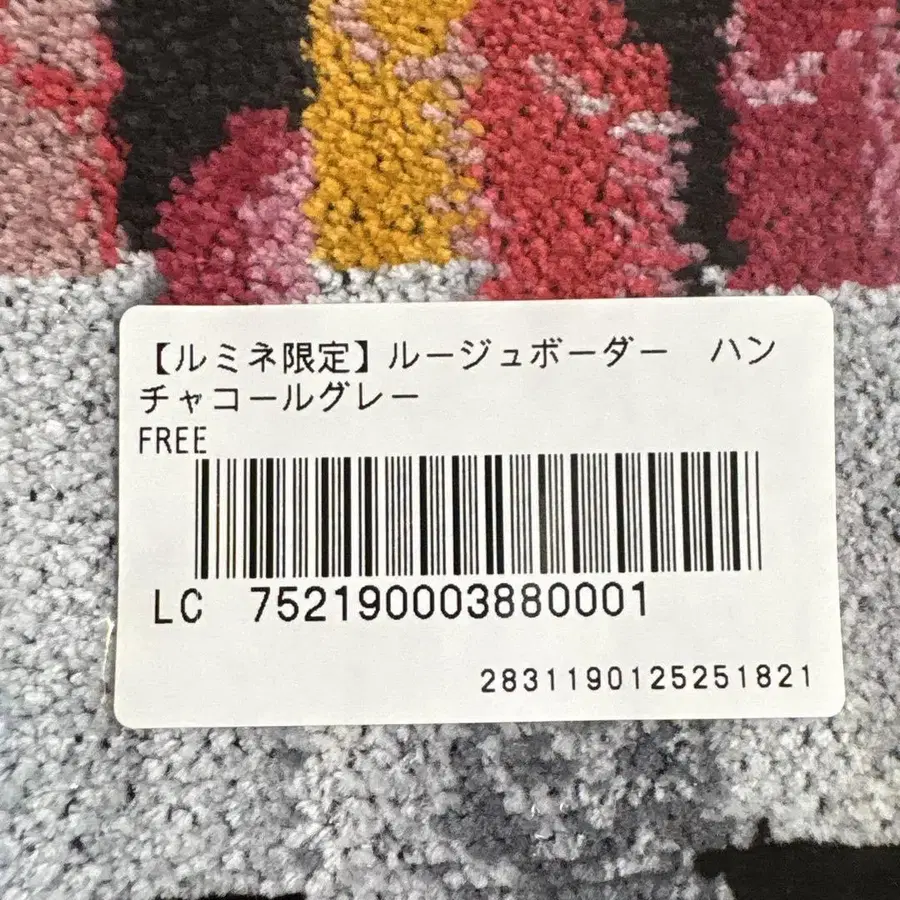 【ルミネ限定】ルージュボーダー　ハン
チャコールグレー
FREE
LC 752190003880001
2831190125251821